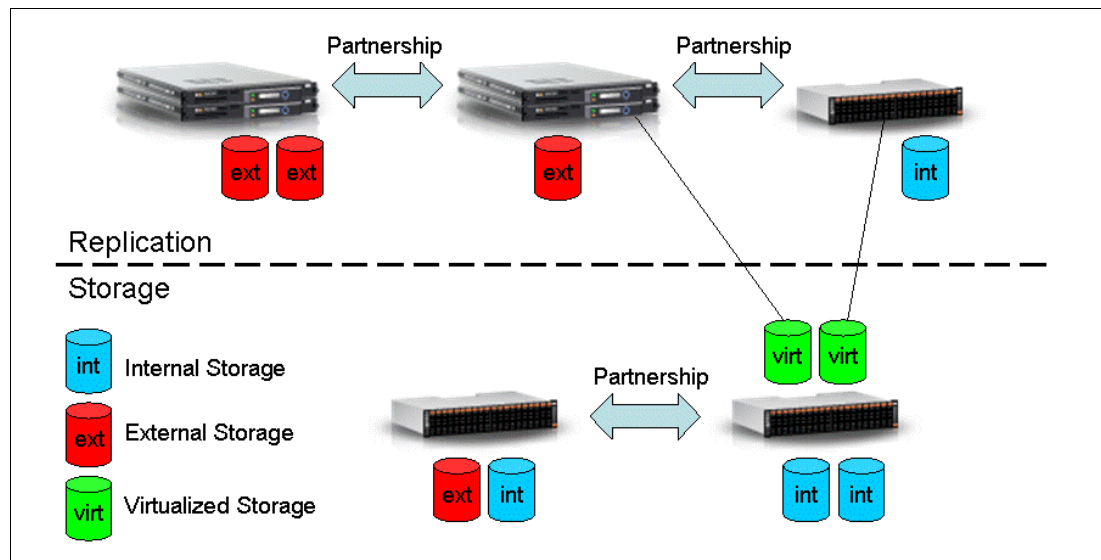 Partnership
Partnership
ext
ext
ext
int
Replication
Storage
int
Internal Storage
ext
External Storage
virt
Virtualized Storage
virt
virt
Partnership
ext
int
int
int